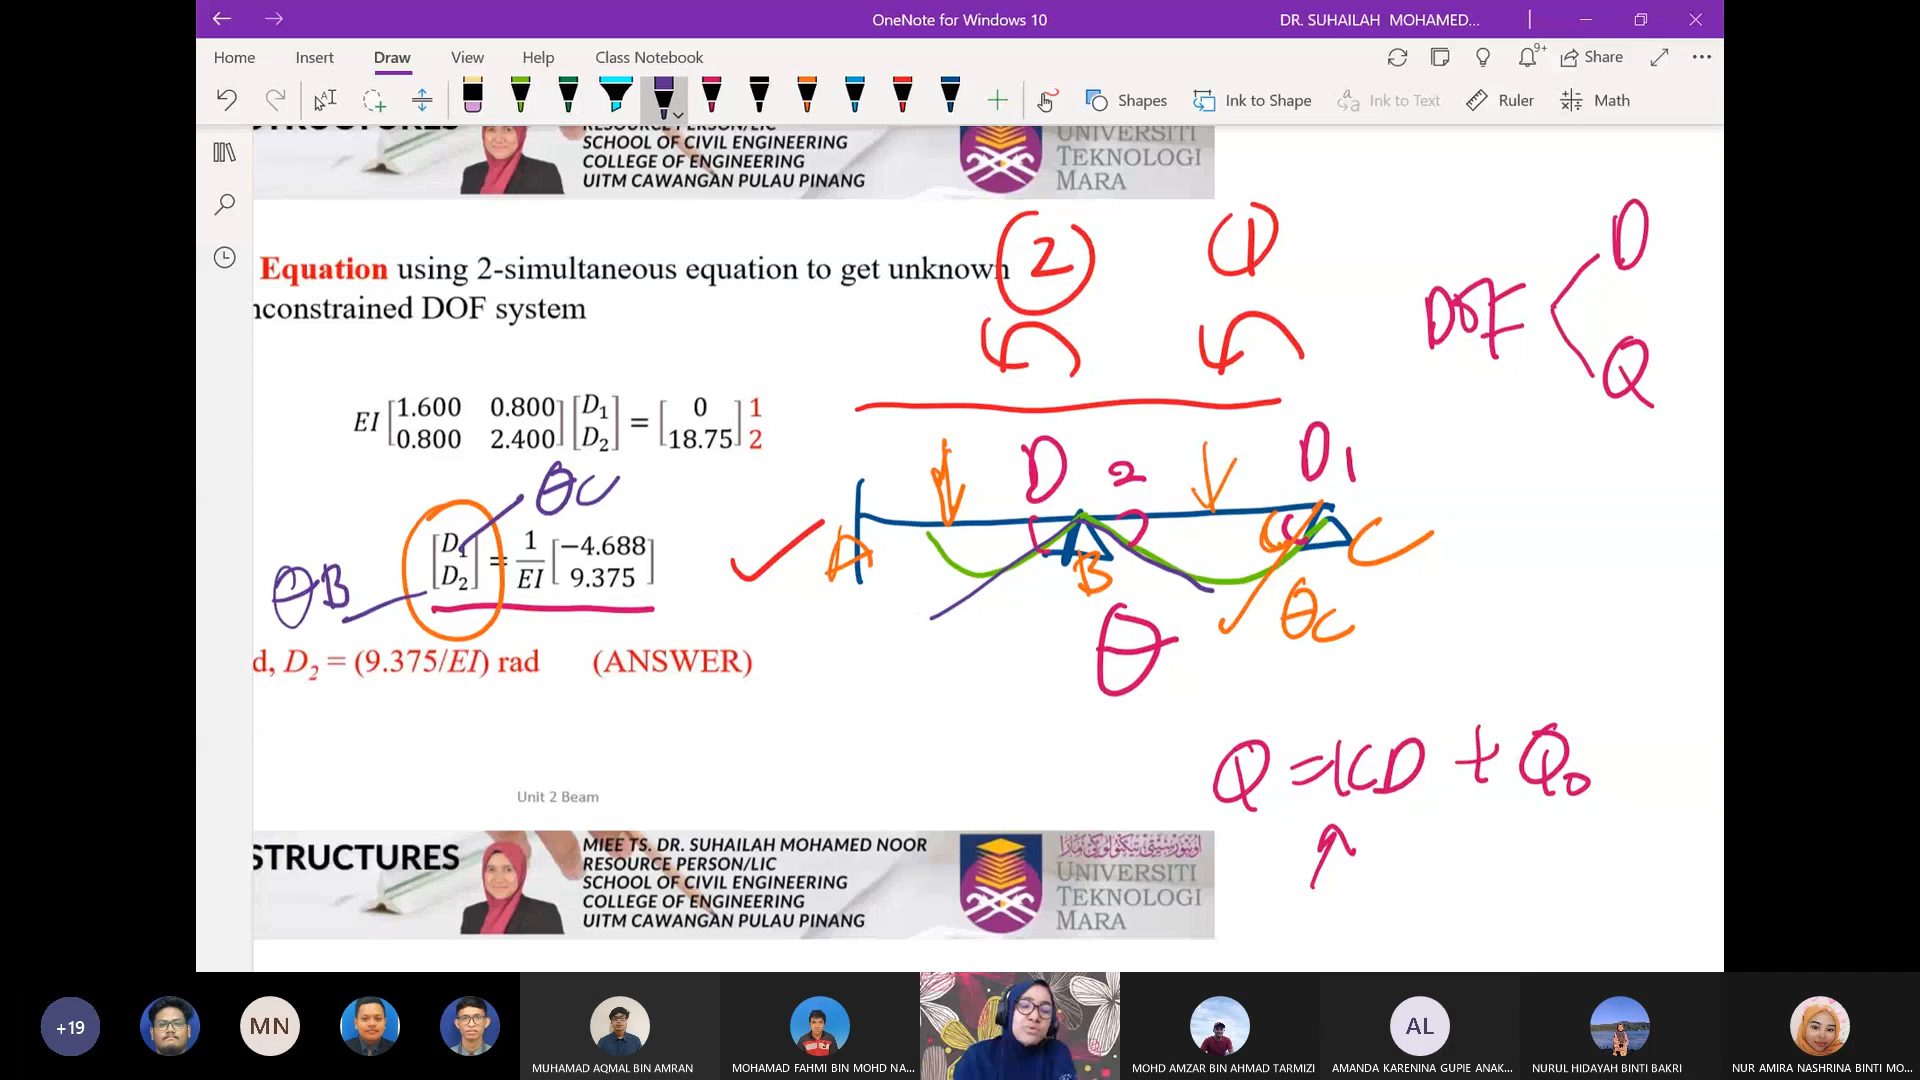 OneNote for Windows 10
DR. SUHAILAH MOHAMED...
Home Insert Draw View Help Class Notebook
9+ Share
Shapes Ink to Shape Ink to Text Ruler Math
STRUCTURES
RESOURCE PERSON/LIC
SCHOOL OF CIVIL ENGINEERING
COLLEGE OF ENGINEERING
UITM CAWANGAN PULAU PINANG
UNIVERSITI
TEKNOLOGI
MARA
Equation using 2-simultaneous equation to get unknown
nconstrained DOF system
2 1
DOF D Q
EI [1.600 0.800 0.800 2.400] [D₁ D₂] = [0 18.75] 1 2
θC
D 2 D1
A B C
θB
[D₁ D₂] = 1/EI [−4.688 9.375]
θ θC
d, D₂ = (9.375/EI) rad (ANSWER)
Q = KD + Q₀
Unit 2 Beam
STRUCTURES
MIEE TS. DR. SUHAILAH MOHAMED NOOR
RESOURCE PERSON/LIC
SCHOOL OF CIVIL ENGINEERING
COLLEGE OF ENGINEERING
UITM CAWANGAN PULAU PINANG
UNIVERSITI
TEKNOLOGI
MARA
+19
MN
AL
MUHAMAD AQMAL BIN AMRAN
MOHAMAD FAHMI BIN MOHD NA...
MOHD AMZAR BIN AHMAD TARMIZI
AMANDA KARENINA GUPIE ANAK...
NURUL HIDAYAH BINTI BAKRI
NUR AMIRA NASHRINA BINTI MO...